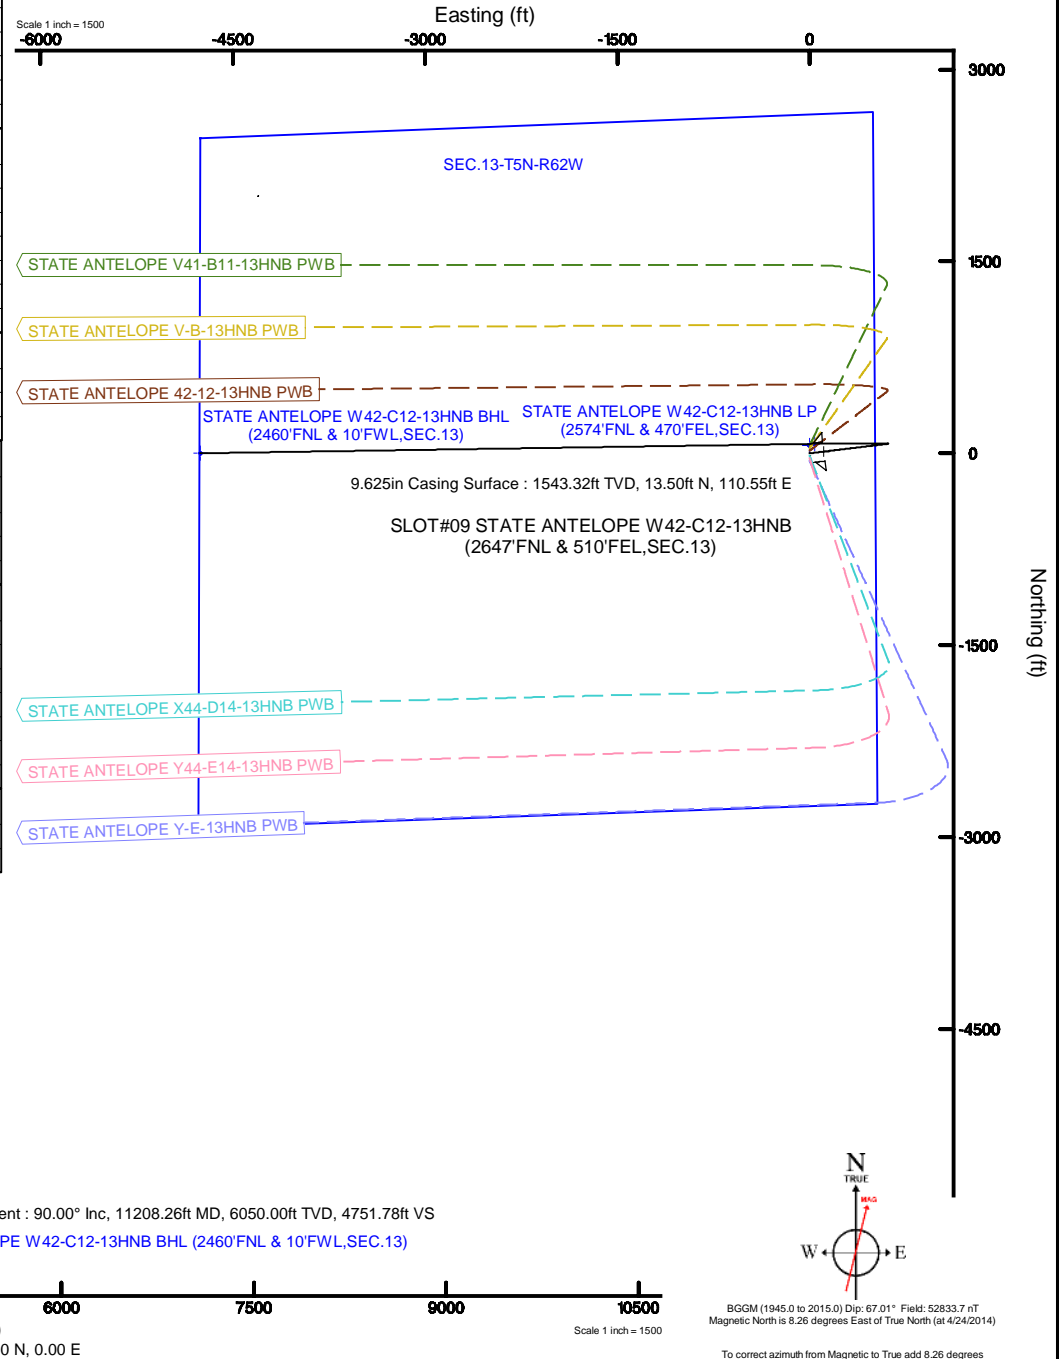 Easting (ft)
Scale 1 inch = 1500
-6000 -4500 -3000 -1500 0
3000
SEC.13-T5N-R62W
1500
STATE ANTELOPE V41-B11-13HNB PWB
STATE ANTELOPE V-B-13HNB PWB
STATE ANTELOPE 42-12-13HNB PWB
STATE ANTELOPE W42-C12-13HNB BHL
(2460'FNL & 10'FWL,SEC.13)
STATE ANTELOPE W42-C12-13HNB LP
(2574'FNL & 470'FEL,SEC.13)
0
9.625in Casing Surface : 1543.32ft TVD, 13.50ft N, 110.55ft E
SLOT#09 STATE ANTELOPE W42-C12-13HNB
(2647'FNL & 510'FEL,SEC.13)
Northing (ft)
-1500
STATE ANTELOPE X44-D14-13HNB PWB
STATE ANTELOPE Y44-E14-13HNB PWB
STATE ANTELOPE Y-E-13HNB PWB
-3000
-4500
N
TRUE
MAG
W E
ent : 90.00° Inc, 11208.26ft MD, 6050.00ft TVD, 4751.78ft VS
PE W42-C12-13HNB BHL (2460'FNL & 10'FWL,SEC.13)
6000 7500 9000 10500
Scale 1 inch = 1500
0 N, 0.00 E
BGGM (1945.0 to 2015.0) Dip: 67.01° Field: 52833.7 nT
Magnetic North is 8.26 degrees East of True North (at 4/24/2014)
To correct azimuth from Magnetic to True add 8.26 degrees